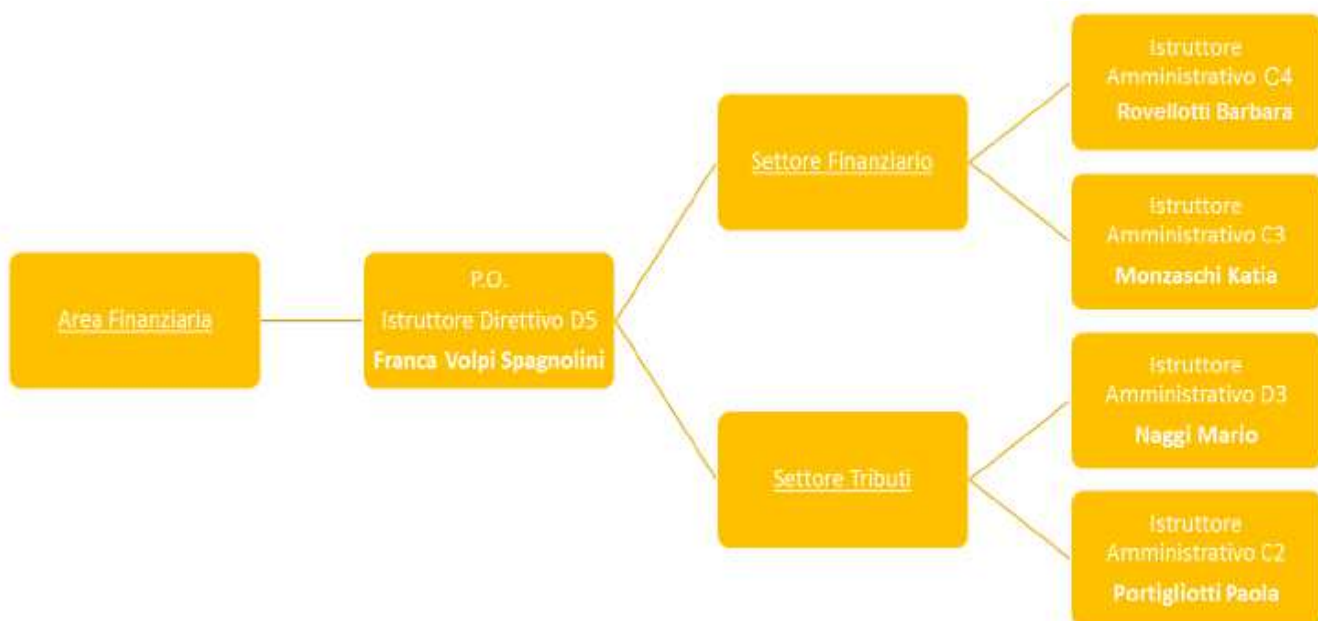 Area Finanziaria
P.O.
Istruttore Direttivo D5
Franca Volpi Spagnolini
Settore Finanziario
Istruttore
Amministrativo C4
Rovellotti Barbara
Istruttore
Amministrativo C3
Monzaschi Katia
Settore Tributi
Istruttore
Amministrativo D3
Naggi Mario
Istruttore
Amministrativo C2
Portigliotti Paola